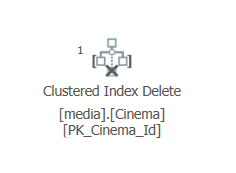 1
Clustered Index Delete
[media].[Cinema]
[PK_Cinema_Id]